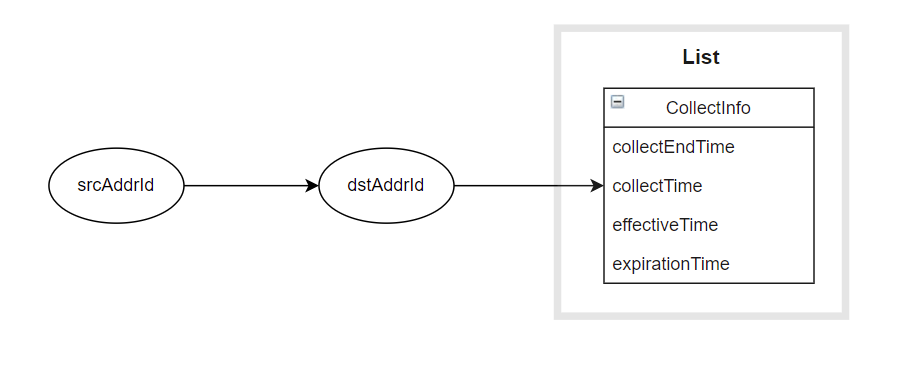 List
CollectInfo
collectEndTime
srcAddrId
dstAddrId
collectTime
effectiveTime
expirationTime